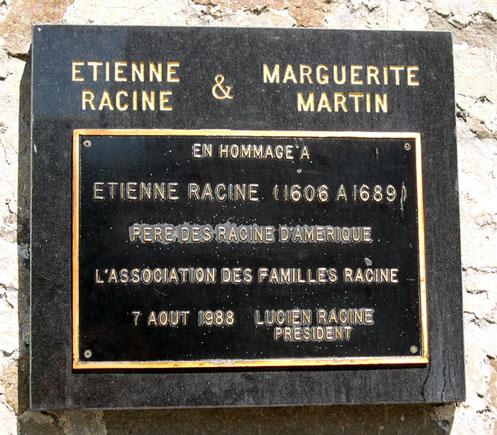 ETIENNE RACINE & MARGUERITE MARTIN
EN HOMMAGE A
ETIENNE RACINE (1606 A 1689)
PERE DES RACINE D'AMERIQUE
L'ASSOCIATION DES FAMILLES RACINE
7 AOUT 1988 LUCIEN RACINE
PRESIDENT